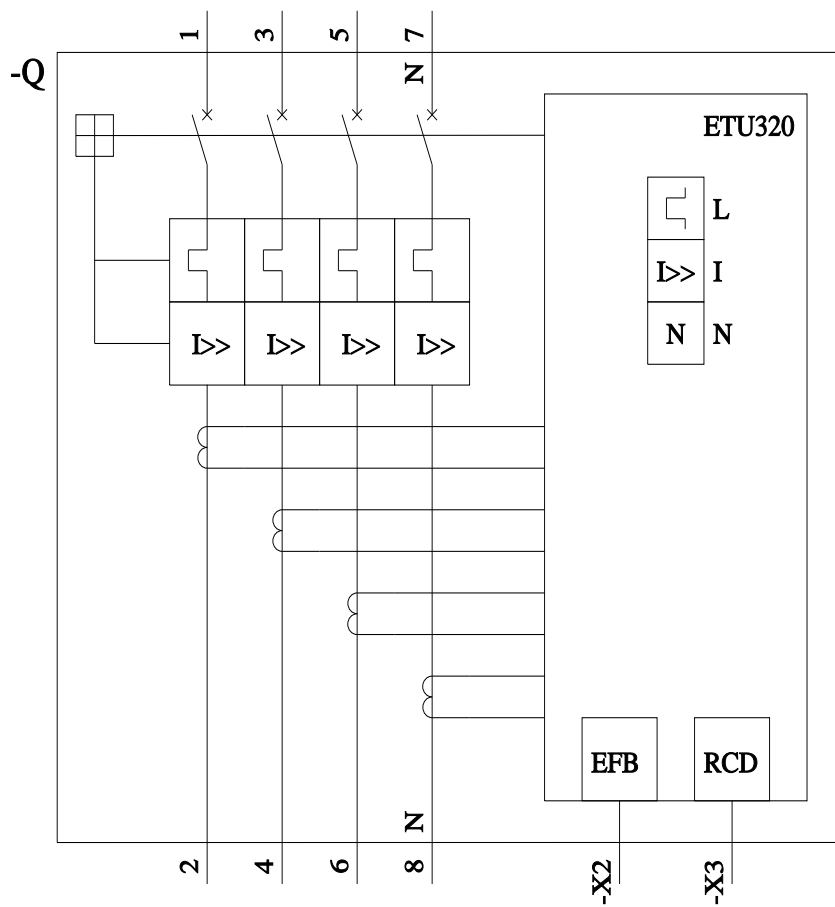 1 3 5 7
-Q
N
ETU320
L
I>> I
N N
I>> I>> I>> I>>
EFB RCD
N
2 4 6 8 -X2 -X3